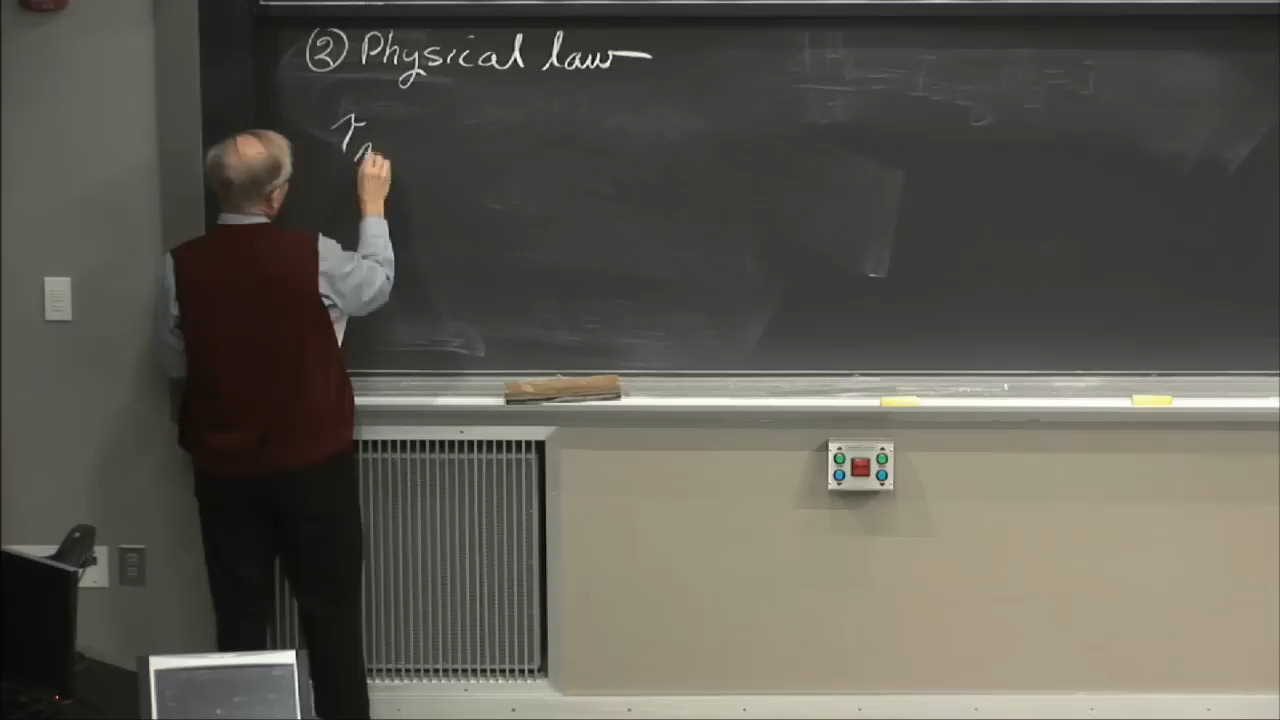 ② Physical law
τ